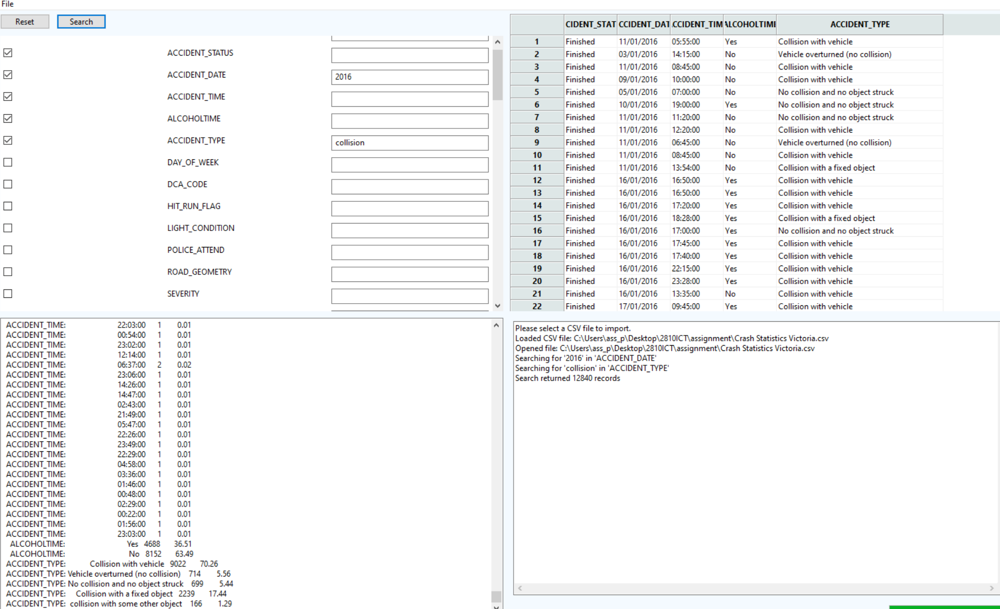 File
Reset Search
ACCIDENT_STATUS
ACCIDENT_DATE 2016
ACCIDENT_TIME
ALCOHOLTIME
ACCIDENT_TYPE collision
DAY_OF_WEEK
DCA_CODE
HIT_RUN_FLAG
LIGHT_CONDITION
POLICE_ATTEND
ROAD_GEOMETRY
SEVERITY
CIDENT_STAT CCIDENT_DAT CCIDENT_TIM ALCOHOLTIME ACCIDENT_TYPE
1 Finished 11/01/2016 05:55:00 Yes Collision with vehicle
2 Finished 03/01/2016 14:15:00 No Vehicle overturned (no collision)
3 Finished 11/01/2016 08:45:00 No Collision with vehicle
4 Finished 09/01/2016 10:00:00 No Collision with vehicle
5 Finished 05/01/2016 07:00:00 No No collision and no object struck
6 Finished 10/01/2016 19:00:00 Yes No collision and no object struck
7 Finished 11/01/2016 11:20:00 No No collision and no object struck
8 Finished 11/01/2016 12:20:00 No Collision with vehicle
9 Finished 11/01/2016 06:45:00 No Vehicle overturned (no collision)
10 Finished 11/01/2016 08:45:00 No Collision with vehicle
11 Finished 11/01/2016 13:54:00 No Collision with a fixed object
12 Finished 16/01/2016 16:50:00 Yes Collision with vehicle
13 Finished 16/01/2016 16:50:00 Yes Collision with vehicle
14 Finished 16/01/2016 17:20:00 Yes Collision with vehicle
15 Finished 16/01/2016 18:28:00 Yes Collision with a fixed object
16 Finished 16/01/2016 17:00:00 Yes No collision and no object struck
17 Finished 16/01/2016 17:45:00 Yes Collision with vehicle
18 Finished 16/01/2016 17:40:00 Yes Collision with vehicle
19 Finished 16/01/2016 22:15:00 Yes Collision with vehicle
20 Finished 16/01/2016 23:28:00 Yes Collision with vehicle
21 Finished 16/01/2016 13:35:00 No Collision with vehicle
22 Finished 17/01/2016 09:45:00 Yes Collision with vehicle
ACCIDENT_TIME: 22:03:00 1 0.01
ACCIDENT_TIME: 00:54:00 1 0.01
ACCIDENT_TIME: 23:02:00 1 0.01
ACCIDENT_TIME: 12:14:00 1 0.01
ACCIDENT_TIME: 06:37:00 2 0.02
ACCIDENT_TIME: 23:06:00 1 0.01
ACCIDENT_TIME: 14:26:00 1 0.01
ACCIDENT_TIME: 14:47:00 1 0.01
ACCIDENT_TIME: 02:43:00 1 0.01
ACCIDENT_TIME: 21:49:00 1 0.01
ACCIDENT_TIME: 05:47:00 1 0.01
ACCIDENT_TIME: 22:26:00 1 0.01
ACCIDENT_TIME: 23:49:00 1 0.01
ACCIDENT_TIME: 22:29:00 1 0.01
ACCIDENT_TIME: 04:58:00 1 0.01
ACCIDENT_TIME: 03:36:00 1 0.01
ACCIDENT_TIME: 01:46:00 1 0.01
ACCIDENT_TIME: 00:48:00 1 0.01
ACCIDENT_TIME: 02:29:00 1 0.01
ACCIDENT_TIME: 00:22:00 1 0.01
ACCIDENT_TIME: 01:56:00 1 0.01
ACCIDENT_TIME: 23:03:00 1 0.01
ALCOHOLTIME: Yes 4688 36.51
ALCOHOLTIME: No 8152 63.49
ACCIDENT_TYPE: Collision with vehicle 9022 70.26
ACCIDENT_TYPE: Vehicle overturned (no collision) 714 5.56
ACCIDENT_TYPE: No collision and no object struck 699 5.44
ACCIDENT_TYPE: Collision with a fixed object 2239 17.44
ACCIDENT_TYPE: collision with some other object 166 1.29
Please select a CSV file to import.
Loaded CSV file: C:\Users\ass_p\Desktop\2810ICT\assignment\Crash Statistics Victoria.csv
Opened file: C:\Users\ass_p\Desktop\2810ICT\assignment\Crash Statistics Victoria.csv
Searching for '2016' in 'ACCIDENT_DATE'
Searching for 'collision' in 'ACCIDENT_TYPE'
Search returned 12840 records